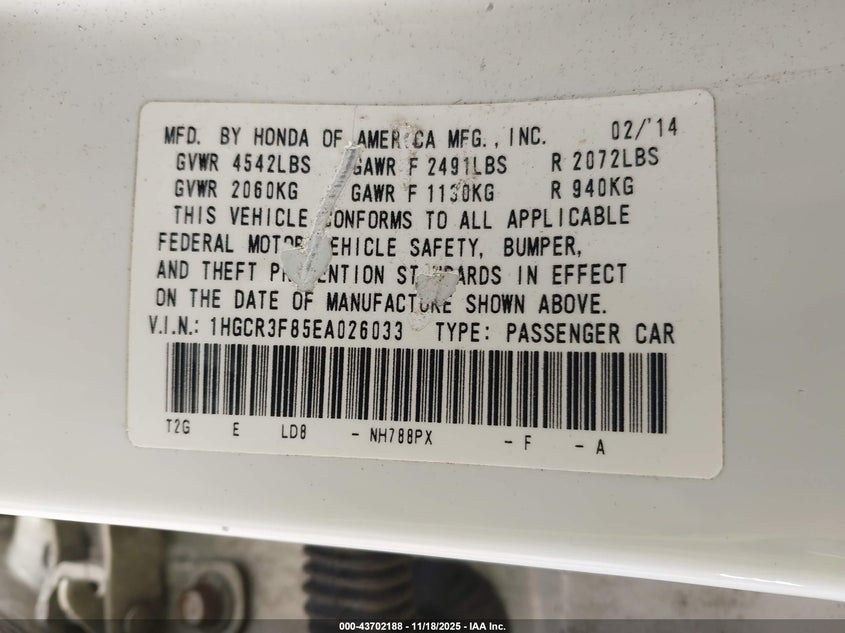 MFD. BY HONDA OF AMERICA MFG., INC. 02/'14
GVWR 4542LBS GAWR F 2491LBS R 2072LBS
GVWR 2060KG GAWR F 1130KG R 940KG
THIS VEHICLE CONFORMS TO ALL APPLICABLE
FEDERAL MOTOR VEHICLE SAFETY, BUMPER,
AND THEFT PREVENTION STANDARDS IN EFFECT
ON THE DATE OF MANUFACTURE SHOWN ABOVE.
V.I.N.: 1HGCR3F85EA026033 TYPE: PASSENGER CAR
T2G E LD8 - NH788PX - F - A
000-43702188 - 11/18/2025 - IAA Inc.